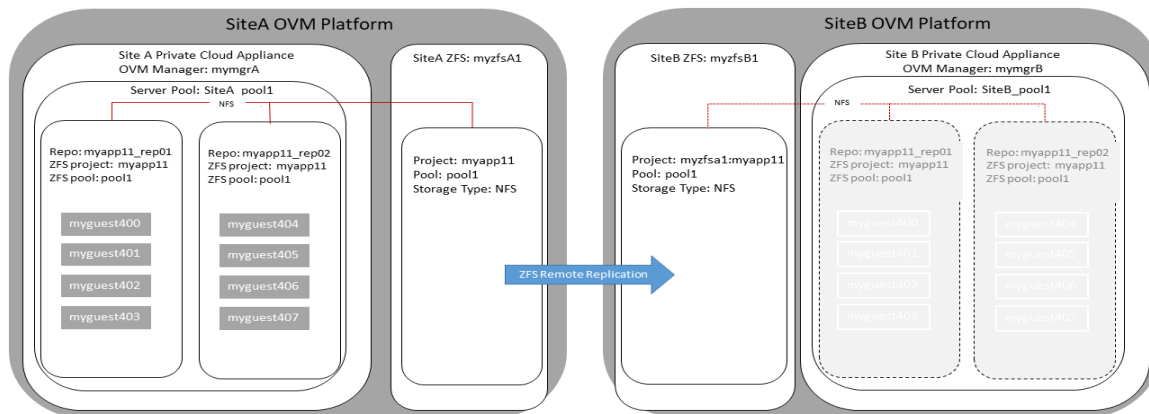 SiteA OVM Platform
Site A Private Cloud Appliance
OVM Manager: mymgrA
Server Pool: SiteA_pool1
NFS
Repo: myapp11_rep01
ZFS project: myapp11
ZFS pool: pool1
myguest400
myguest401
myguest402
myguest403
Repo: myapp11_rep02
ZFS project: myapp11
ZFS pool: pool1
myguest404
myguest405
myguest406
myguest407
SiteA ZFS: myzfsA1
Project: myapp11
Pool: pool1
Storage Type: NFS
ZFS Remote Replication
SiteB OVM Platform
SiteB ZFS: myzfsB1
Project: myzfsa1:myapp11
Pool: pool1
Storage Type: NFS
Site B Private Cloud Appliance
OVM Manager: mymgrB
Server Pool: SiteB_pool1
NFS
Repo: myapp11_rep01
ZFS project: myapp11
ZFS pool: pool1
myguest400
myguest401
myguest402
myguest403
Repo: myapp11_rep02
ZFS project: myapp11
ZFS pool: pool1
myguest404
myguest405
myguest406
myguest407